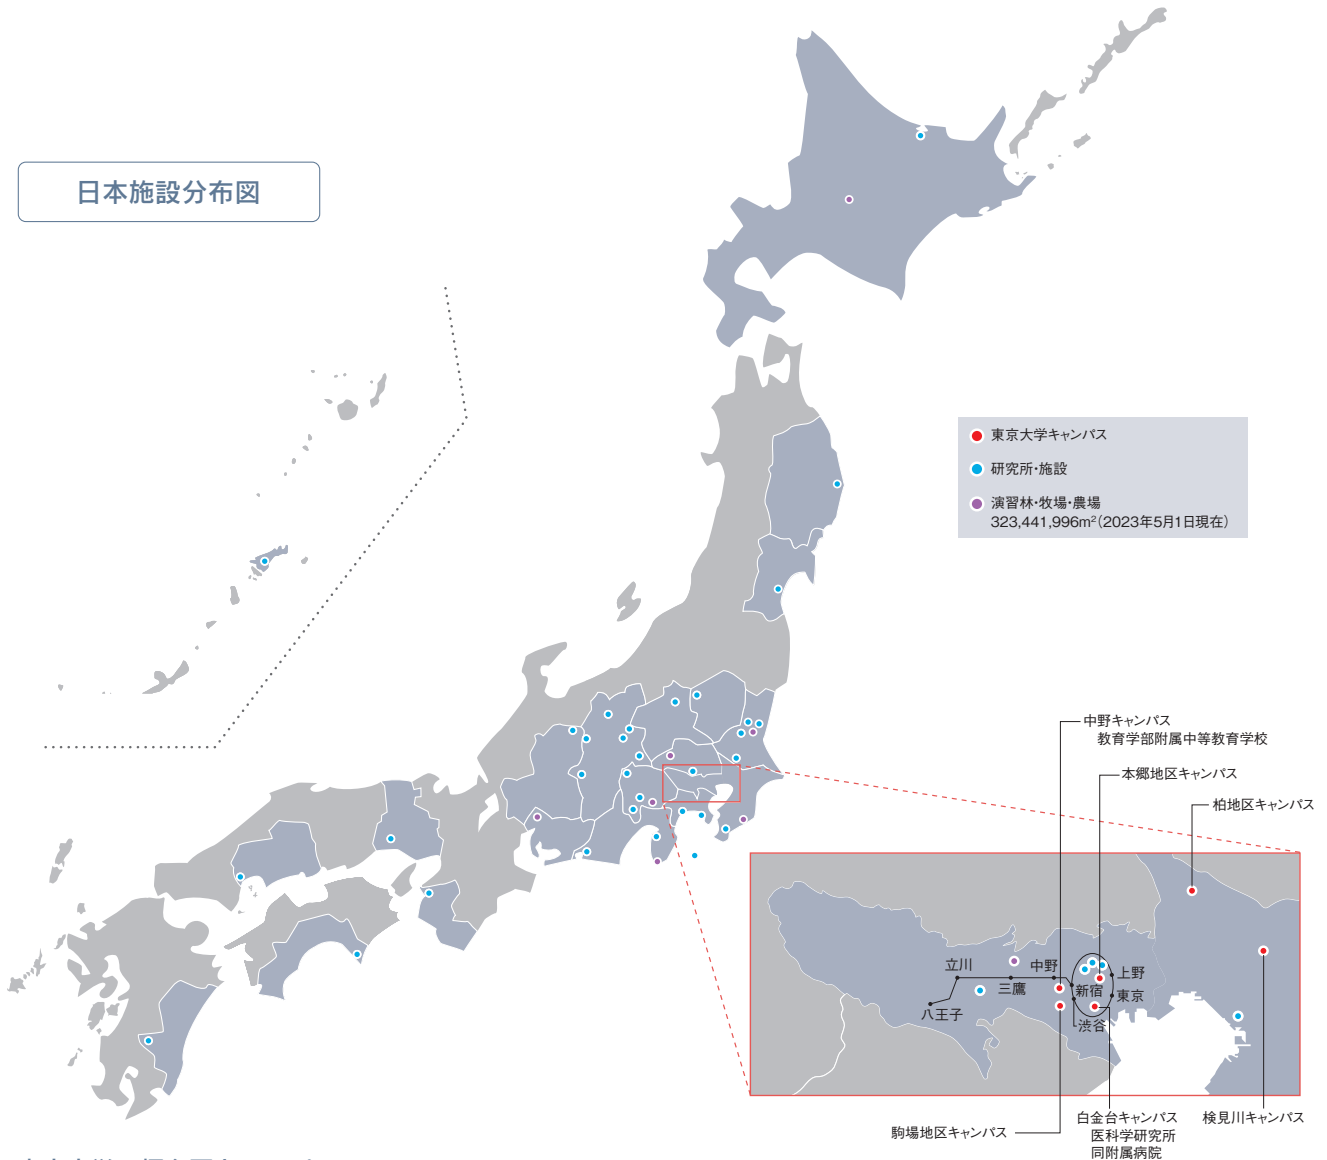 日本施設分布図
東京大学キャンパス
研究所・施設
演習林・牧場・農場
323,441,996m²（2023年5月1日現在）
中野キャンパス
教育学部附属中等教育学校
本郷地区キャンパス
柏地区キャンパス
立川
中野
三鷹
八王子
新宿
上野
東京
渋谷
駒場地区キャンパス
白金台キャンパス
医科学研究所
同附属病院
検見川キャンパス